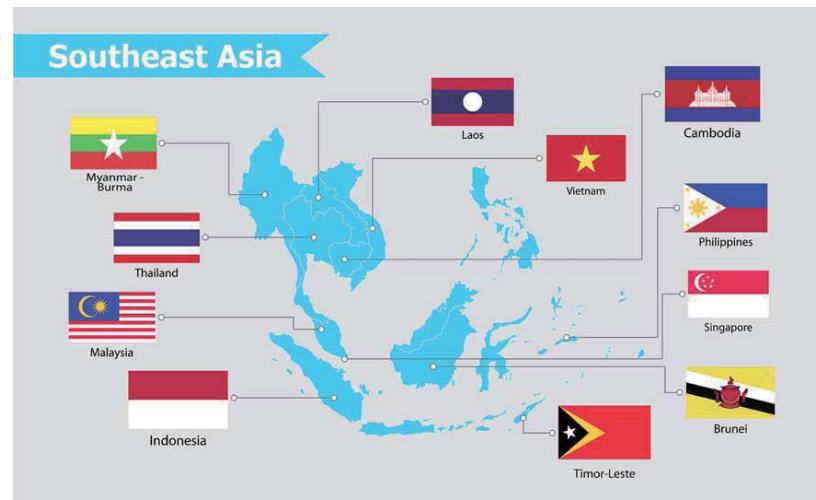 Southeast Asia
Laos
Cambodia
Myanmar -
Burma
Vietnam
Thailand
Philippines
Malaysia
Singapore
Indonesia
Brunei
Timor-Leste